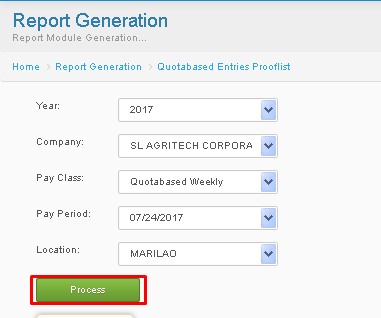 Report Generation
Report Module Generation...
Home > Report Generation > Quotabased Entries Prooflist
Year: 2017
Company: SL AGRITECH CORPORA
Pay Class: Quotabased Weekly
Pay Period: 07/24/2017
Location: MARILAO
Process